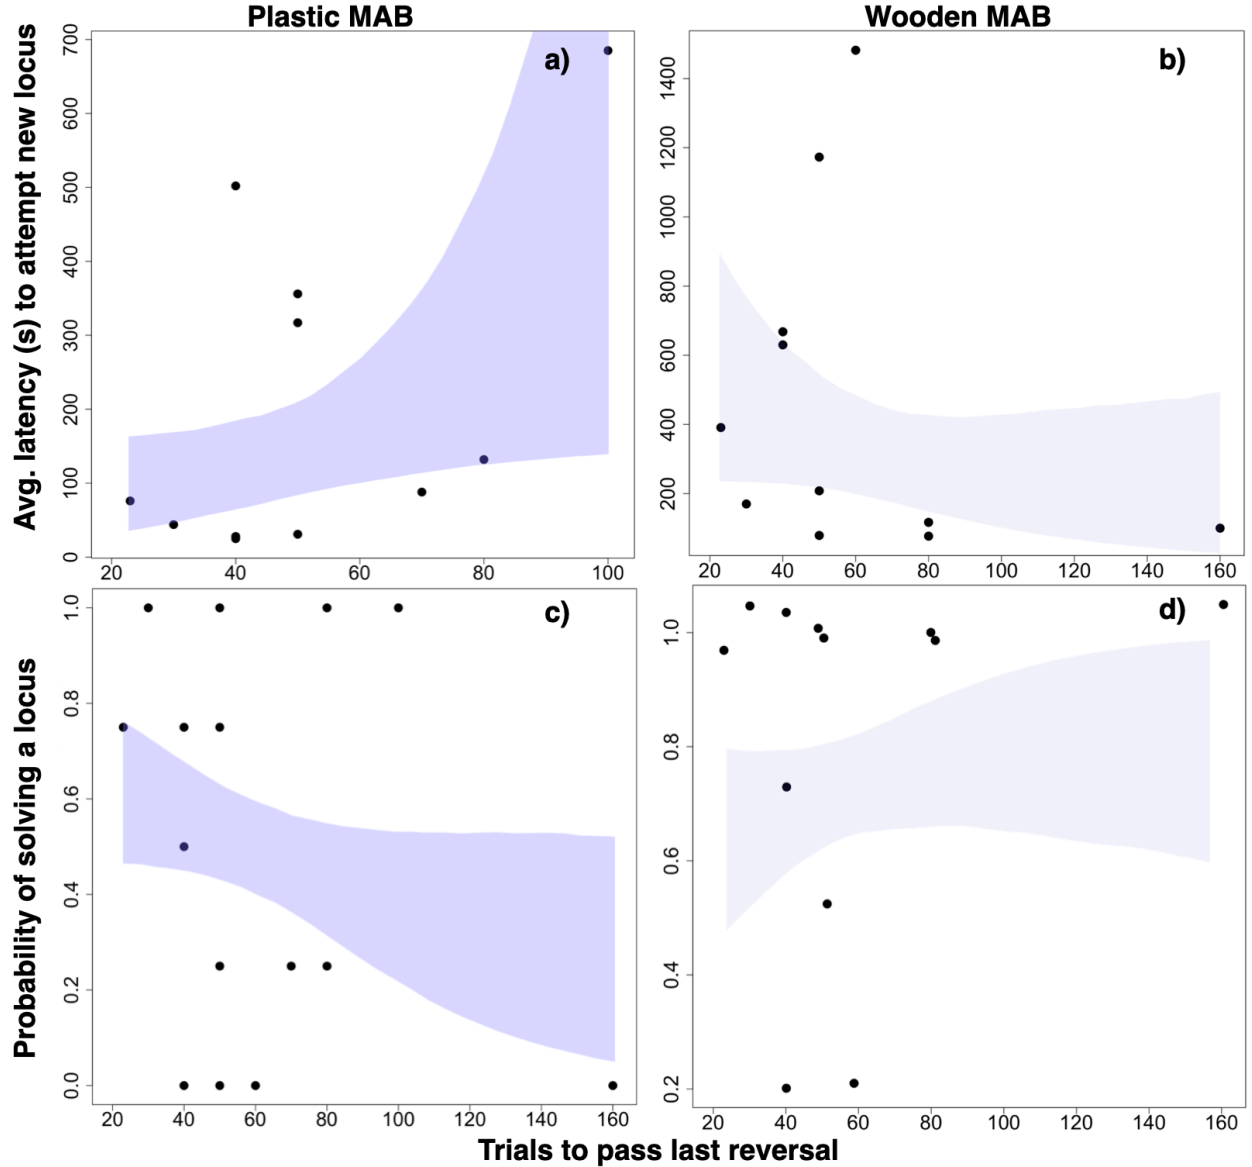 Plastic MAB
Wooden MAB
Avg. latency (s) to attempt new locus
a)
700
600
500
400
300
200
100
0
20 40 60 80 100
b)
1400
1200
1000
800
600
400
200
20 40 60 80 100 120 140 160
Probability of solving a locus
c)
1.0
0.8
0.6
0.4
0.2
0.0
20 40 60 80 100 120 140 160
d)
1.0
0.8
0.6
0.4
0.2
20 40 60 80 100 120 140 160
Trials to pass last reversal